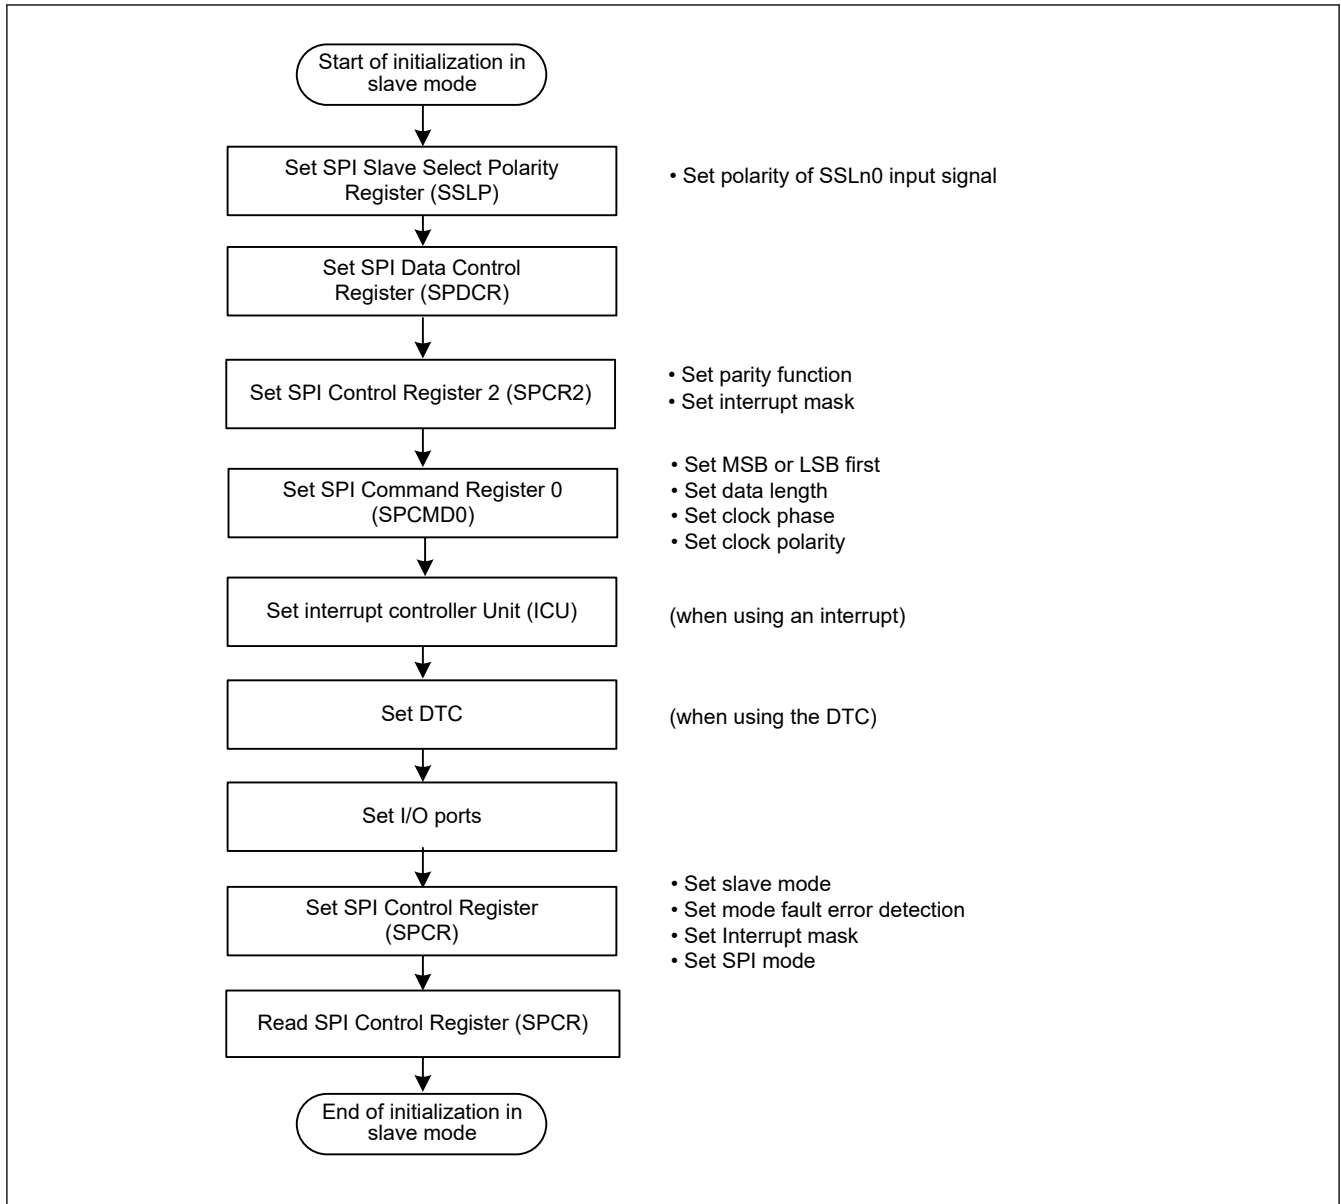 Start of initialization in
slave mode
Set SPI Slave Select Polarity
Register (SSLP)
• Set polarity of SSLn0 input signal
Set SPI Data Control
Register (SPDCR)
Set SPI Control Register 2 (SPCR2)
• Set parity function
• Set interrupt mask
Set SPI Command Register 0
(SPCMD0)
• Set MSB or LSB first
• Set data length
• Set clock phase
• Set clock polarity
Set interrupt controller Unit (ICU)
(when using an interrupt)
Set DTC
(when using the DTC)
Set I/O ports
Set SPI Control Register
(SPCR)
• Set slave mode
• Set mode fault error detection
• Set Interrupt mask
• Set SPI mode
Read SPI Control Register (SPCR)
End of initialization in
slave mode